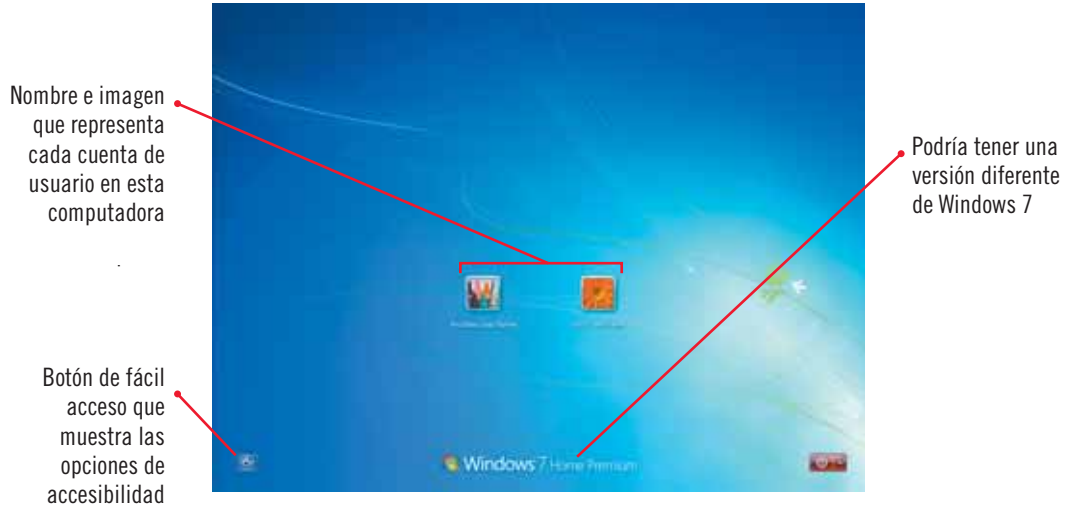 Nombre e imagen
que representa
cada cuenta de
usuario en esta
computadora
Podría tener una
versión diferente
de Windows 7
Botón de fácil
acceso que
muestra las
opciones de
accesibilidad
Windows 7 Home Premium